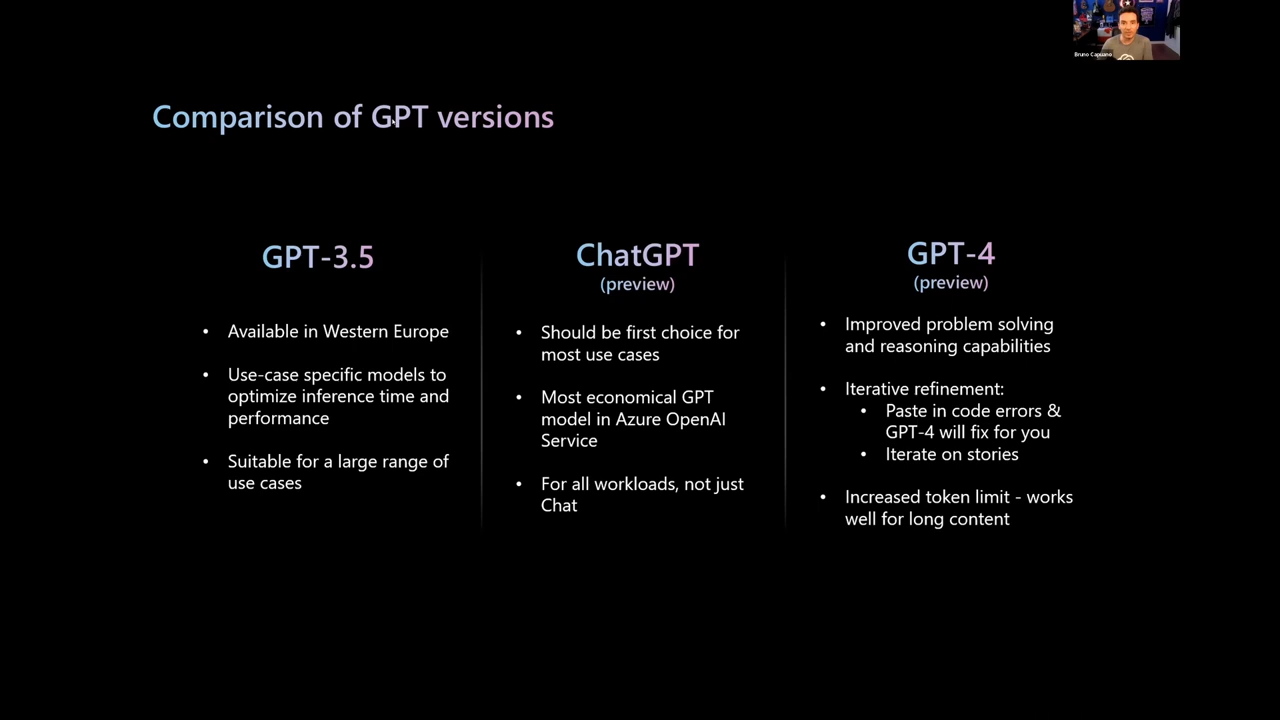 Bruno Capuano
Comparison of GPT versions
GPT-3.5
• Available in Western Europe
• Use-case specific models to
optimize inference time and
performance
• Suitable for a large range of
use cases
ChatGPT
(preview)
• Should be first choice for
most use cases
• Most economical GPT
model in Azure OpenAI
Service
• For all workloads, not just
Chat
GPT-4
(preview)
• Improved problem solving
and reasoning capabilities
• Iterative refinement:
• Paste in code errors &
GPT-4 will fix for you
• Iterate on stories
• Increased token limit - works
well for long content